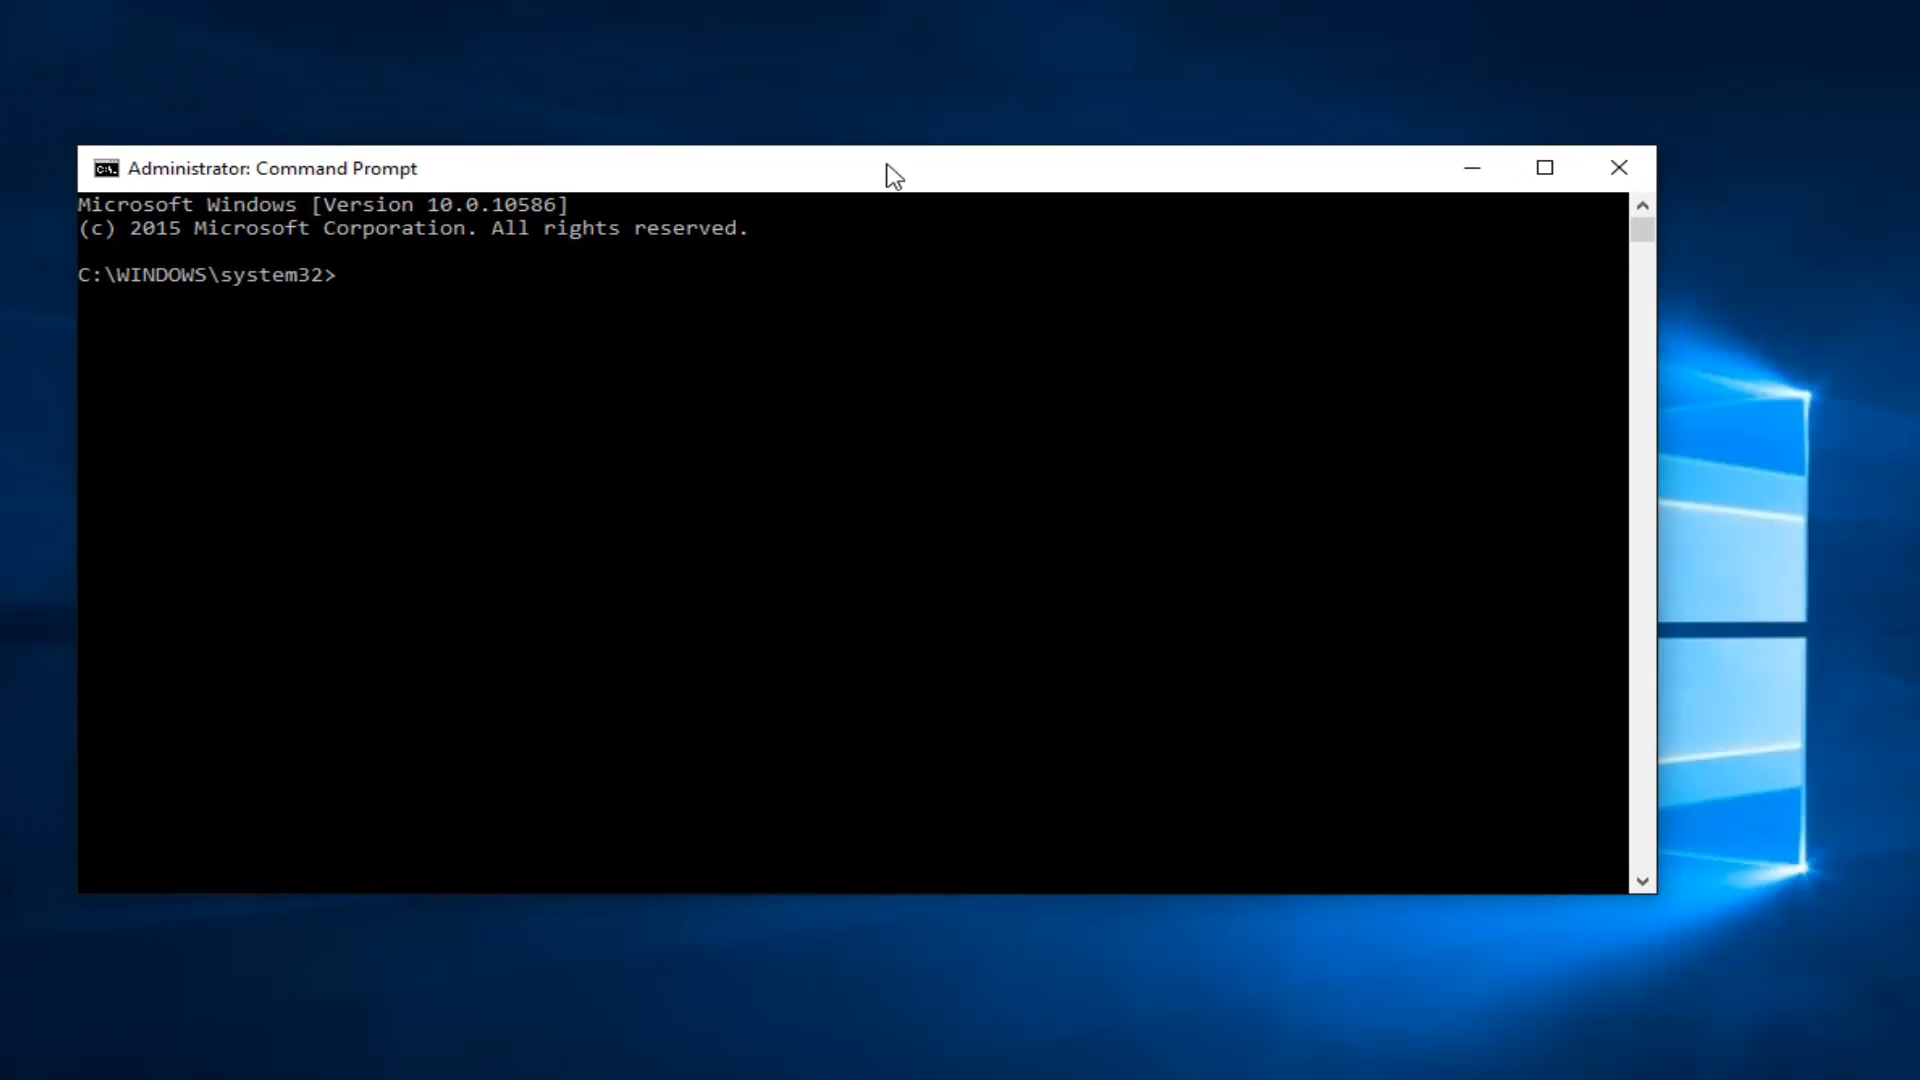 Administrator: Command Prompt
Microsoft Windows [Version 10.0.10586]
(c) 2015 Microsoft Corporation. All rights reserved.
C:\WINDOWS\system32>